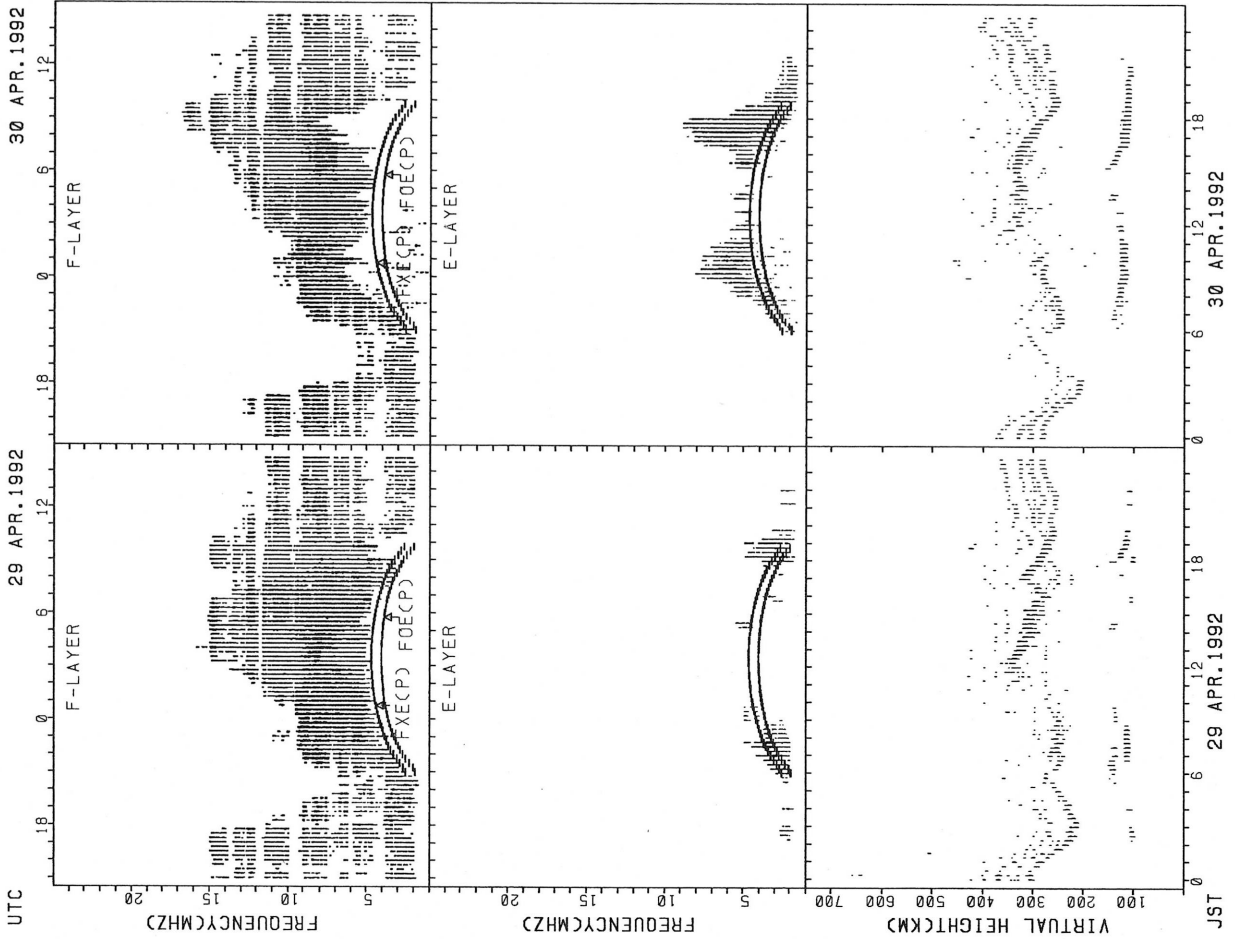 UTC 29 APR.1992 30 APR.1992
18 0 6 12 18 0 6 12
F-LAYER F-LAYER
FREQUENCY(MHZ)
20
15
10
5
FXE(P) FOE(P) FXE(P) FOE(P)
E-LAYER E-LAYER
FREQUENCY(MHZ)
20
15
10
5
VIRTUAL HEIGHT(KM)
700
600
500
400
300
200
100
0 6 12 18 0 6 12 18
JST 29 APR.1992 30 APR.1992